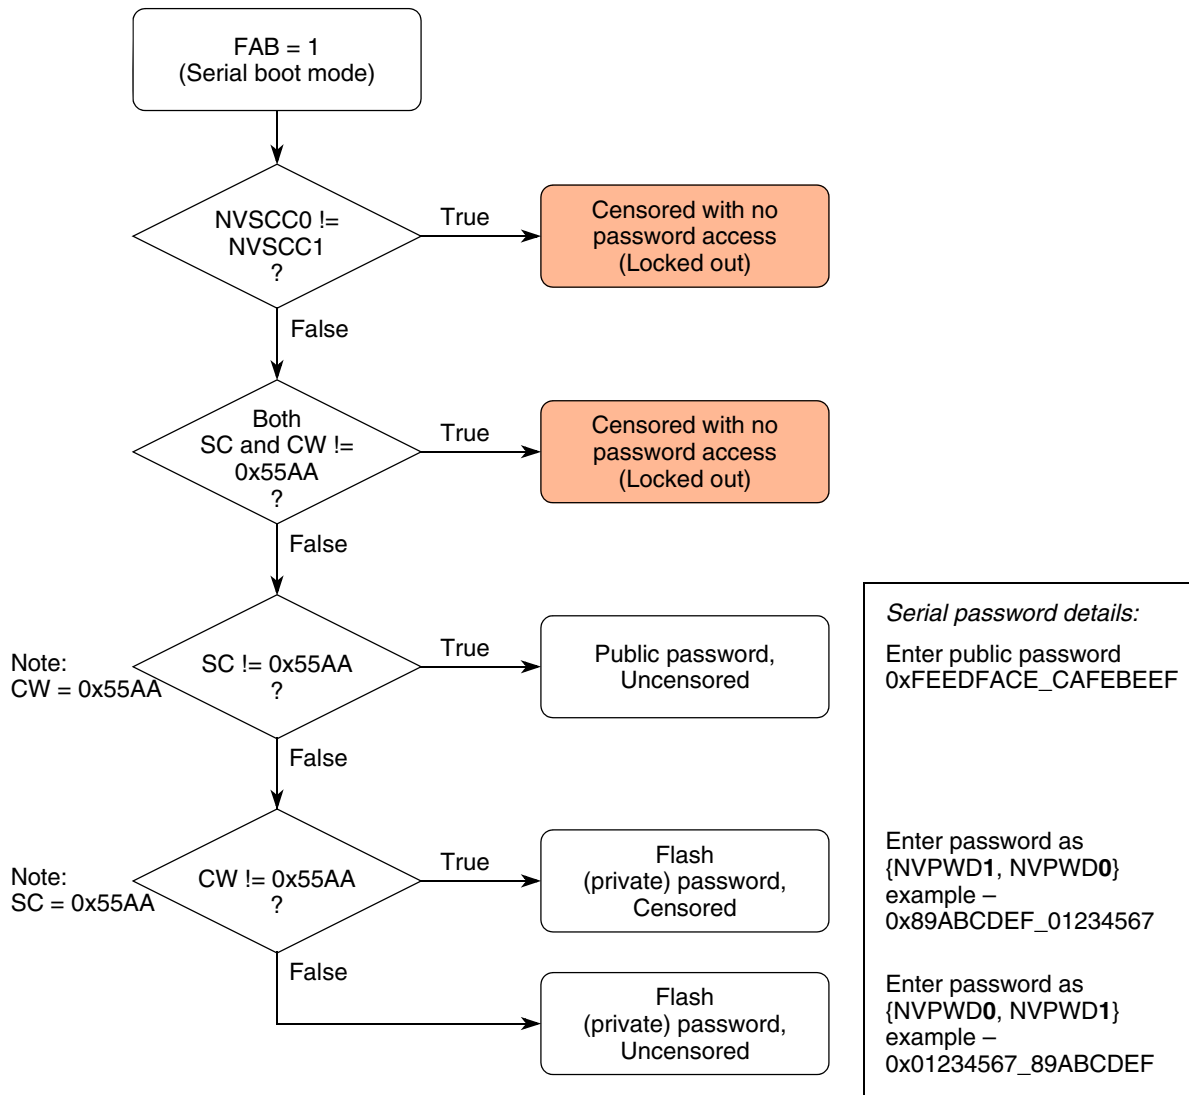 FAB = 1
(Serial boot mode)
NVSCC0 !=
NVSCC1
?
True
Censored with no
password access
(Locked out)
False
Both
SC and CW !=
0x55AA
?
True
Censored with no
password access
(Locked out)
False
Note:
CW = 0x55AA
SC != 0x55AA
?
True
Public password,
Uncensored
False
Note:
SC = 0x55AA
CW != 0x55AA
?
True
Flash
(private) password,
Censored
False
Flash
(private) password,
Uncensored
Serial password details:
Enter public password
0xFEEDFACE_CAFEBEEF
Enter password as
{NVPWD1, NVPWD0}
example –
0x89ABCDEF_01234567
Enter password as
{NVPWD0, NVPWD1}
example –
0x01234567_89ABCDEF